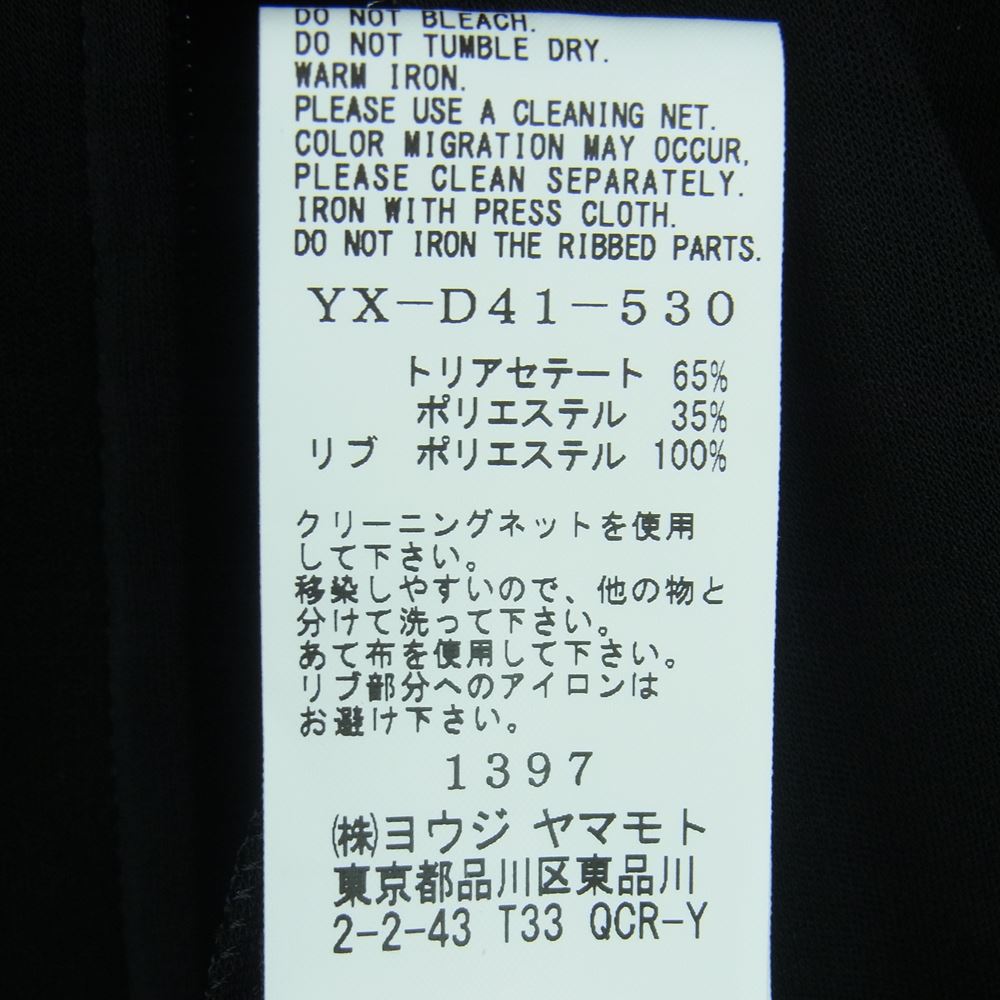 DO NOT BLEACH.
DO NOT TUMBLE DRY.
WARM IRON.
PLEASE USE A CLEANING NET.
COLOR MIGRATION MAY OCCUR,
PLEASE CLEAN SEPARATELY.
IRON WITH PRESS CLOTH.
DO NOT IRON THE RIBBED PARTS.
YX-D41-530
トリアセテート 65%
ポリエステル 35%
リブ ポリエステル 100%
クリーニングネットを使用
して下さい。
移染しやすいので、他の物と
分けて洗って下さい。
あて布を使用して下さい。
リブ部分へのアイロンは
お避け下さい。
1397
㈱ヨウジ ヤマモト
東京都品川区東品川
2-2-43 T33 QCR-Y